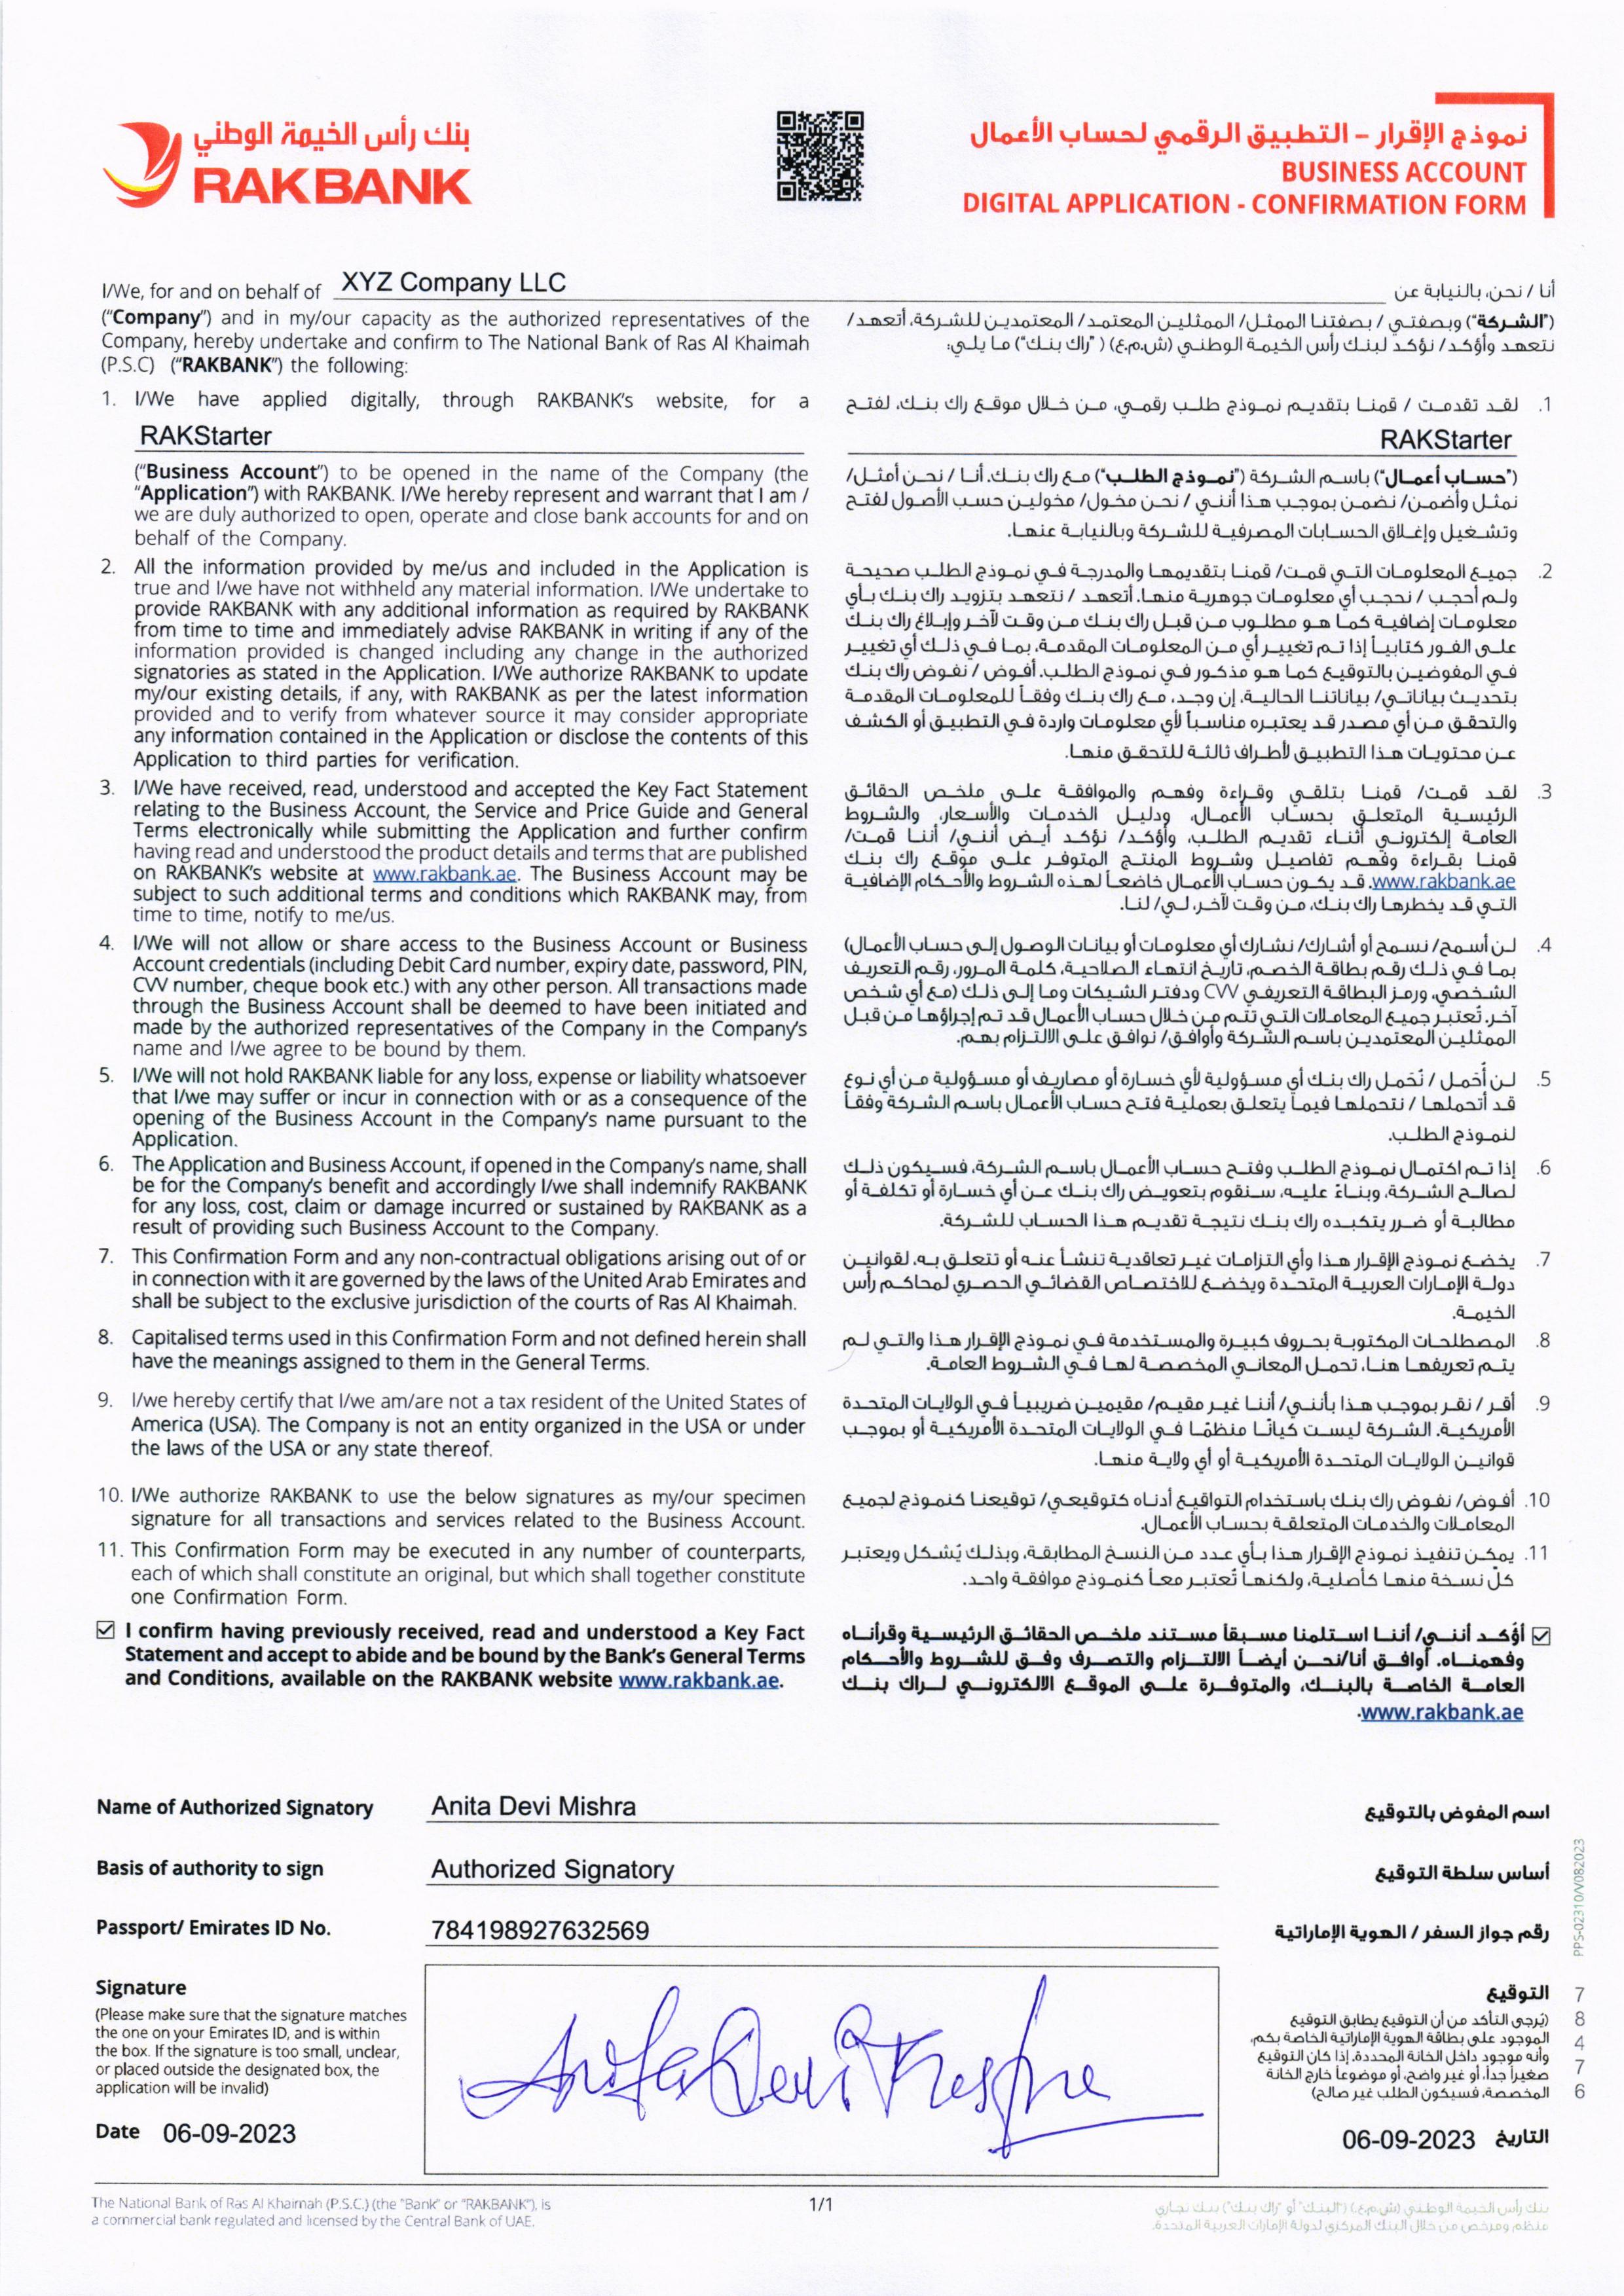 بنك رأس الخيمة الوطني
RAKBANK
نموذج الإقرار – التطبيق الرقمي لحساب الأعمال
BUSINESS ACCOUNT
DIGITAL APPLICATION - CONFIRMATION FORM
I/We, for and on behalf of XYZ Company LLC
("Company") and in my/our capacity as the authorized representatives of the
Company, hereby undertake and confirm to The National Bank of Ras Al Khaimah
(P.S.C) ("RAKBANK") the following:
1. I/We have applied digitally, through RAKBANK's website, for a
RAKStarter
("Business Account") to be opened in the name of the Company (the
"Application") with RAKBANK. I/We hereby represent and warrant that I am /
we are duly authorized to open, operate and close bank accounts for and on
behalf of the Company.
2. All the information provided by me/us and included in the Application is
true and I/we have not withheld any material information. I/We undertake to
provide RAKBANK with any additional information as required by RAKBANK
from time to time and immediately advise RAKBANK in writing if any of the
information provided is changed including any change in the authorized
signatories as stated in the Application. I/We authorize RAKBANK to update
my/our existing details, if any, with RAKBANK as per the latest information
provided and to verify from whatever source it may consider appropriate
any information contained in the Application or disclose the contents of this
Application to third parties for verification.
3. I/We have received, read, understood and accepted the Key Fact Statement
relating to the Business Account, the Service and Price Guide and General
Terms electronically while submitting the Application and further confirm
having read and understood the product details and terms that are published
on RAKBANK's website at www.rakbank.ae. The Business Account may be
subject to such additional terms and conditions which RAKBANK may, from
time to time, notify to me/us.
4. I/We will not allow or share access to the Business Account or Business
Account credentials (including Debit Card number, expiry date, password, PIN,
CVV number, cheque book etc.) with any other person. All transactions made
through the Business Account shall be deemed to have been initiated and
made by the authorized representatives of the Company in the Company's
name and I/we agree to be bound by them.
5. I/We will not hold RAKBANK liable for any loss, expense or liability whatsoever
that I/we may suffer or incur in connection with or as a consequence of the
opening of the Business Account in the Company's name pursuant to the
Application.
6. The Application and Business Account, if opened in the Company's name, shall
be for the Company's benefit and accordingly I/we shall indemnify RAKBANK
for any loss, cost, claim or damage incurred or sustained by RAKBANK as a
result of providing such Business Account to the Company.
7. This Confirmation Form and any non-contractual obligations arising out of or
in connection with it are governed by the laws of the United Arab Emirates and
shall be subject to the exclusive jurisdiction of the courts of Ras Al Khaimah.
8. Capitalised terms used in this Confirmation Form and not defined herein shall
have the meanings assigned to them in the General Terms.
9. I/we hereby certify that I/we am/are not a tax resident of the United States of
America (USA). The Company is not an entity organized in the USA or under
the laws of the USA or any state thereof.
10. I/We authorize RAKBANK to use the below signatures as my/our specimen
signature for all transactions and services related to the Business Account.
11. This Confirmation Form may be executed in any number of counterparts,
each of which shall constitute an original, but which shall together constitute
one Confirmation Form.
☑ I confirm having previously received, read and understood a Key Fact
Statement and accept to abide and be bound by the Bank's General Terms
and Conditions, available on the RAKBANK website www.rakbank.ae.
أنا / نحن، بالنيابة عن
("الشركة") وبصفتي / بصفتنا الممثل/ الممثلين المعتمد/ المعتمدين للشركة، أتعهد/
نتعهد وأؤكد/ نؤكد لبنك رأس الخيمة الوطني (ش.م.ع) ( "راك بنك") ما يلي:
1. لقد تقدمت / قمنا بتقديم نموذج طلب رقمي، من خلال موقع راك بنك، لفتح
RAKStarter
("حساب أعمال") باسم الشركة ("نموذج الطلب") مع راك بنك. أنا / نحن أمثل/
نمثل وأضمن/ نضمن بموجب هذا أنني / نحن مخول/ مخولين حسب الأصول لفتح
وتشغيل وإغلاق الحسابات المصرفية للشركة وبالنيابة عنها.
2. جميع المعلومات التي قمت/ قمنا بتقديمها والمدرجة في نموذج الطلب صحيحة
ولم أحجب / نحجب أي معلومات جوهرية منها. أتعهد / نتعهد بتزويد راك بنك بأي
معلومات إضافية كما هو مطلوب من قبل راك بنك من وقت لآخر وإبلاغ راك بنك
على الفور كتابياً إذا تم تغيير أي من المعلومات المقدمة، بما في ذلك أي تغيير
في المفوضين بالتوقيع كما هو مذكور في نموذج الطلب. أفوض / نفوض راك بنك
بتحديث بياناتي/ بياناتنا الحالية، إن وجد، مع راك بنك وفقاً للمعلومات المقدمة
والتحقق من أي مصدر قد يعتبره مناسباً لأي معلومات واردة في التطبيق أو الكشف
عن محتويات هذا التطبيق لأطراف ثالثة للتحقق منها.
3. لقد قمت/ قمنا بتلقي وقراءة وفهم والموافقة على ملخص الحقائق
الرئيسية المتعلق بحساب الأعمال، ودليل الخدمات والأسعار، والشروط
العامة إلكتروني أثناء تقديم الطلب، وأؤكد/ نؤكد أيض أنني/ أننا قمت/
قمنا بقراءة وفهم تفاصيل وشروط المنتج المتوفر على موقع راك بنك
www.rakbank.ae. قد يكون حساب الأعمال خاضعاً لهذه الشروط والأحكام الإضافية
التي قد يخطرها راك بنك، من وقت لآخر، لي/ لنا.
4. لن أسمح/ نسمح أو أشارك/ نشارك أي معلومات أو بيانات الوصول إلى حساب الأعمال)
بما في ذلك رقم بطاقة الخصم، تاريخ انتهاء الصلاحية، كلمة المرور، رقم التعريف
الشخصي، ورمز البطاقة التعريفي CVV ودفتر الشيكات وما إلى ذلك (مع أي شخص
آخر. تُعتبر جميع المعاملات التي تتم من خلال حساب الأعمال قد تم إجراؤها من قبل
الممثلين المعتمدين باسم الشركة وأوافق/ نوافق على الالتزام بهم.
5. لن أُحَمل / نُحَمل راك بنك أي مسؤولية لأي خسارة أو مصاريف أو مسؤولية من أي نوع
قد أتحملها / نتحملها فيما يتعلق بعملية فتح حساب الأعمال باسم الشركة وفقاً
لنموذج الطلب.
6. إذا تم اكتمال نموذج الطلب وفتح حساب الأعمال باسم الشركة، فسيكون ذلك
لصالح الشركة، وبناءً عليه، سنقوم بتعويض راك بنك عن أي خسارة أو تكلفة أو
مطالبة أو ضرر يتكبده راك بنك نتيجة تقديم هذا الحساب للشركة.
7. يخضع نموذج الإقرار هذا وأي التزامات غير تعاقدية تنشأ عنه أو تتعلق به، لقوانين
دولة الإمارات العربية المتحدة ويخضع للاختصاص القضائي الحصري لمحاكم رأس
الخيمة.
8. المصطلحات المكتوبة بحروف كبيرة والمستخدمة في نموذج الإقرار هذا والتي لم
يتم تعريفها هنا، تحمل المعاني المخصصة لها في الشروط العامة.
9. أقر / نقر بموجب هذا بأنني/ أننا غير مقيم/ مقيمين ضريبياً في الولايات المتحدة
الأمريكية. الشركة ليست كيانًا منظمًا في الولايات المتحدة الأمريكية أو بموجب
قوانين الولايات المتحدة الأمريكية أو أي ولاية منها.
10. أفوض/ نفوض راك بنك باستخدام التواقيع أدناه كتوقيعي/ توقيعنا كنموذج لجميع
المعاملات والخدمات المتعلقة بحساب الأعمال.
11. يمكن تنفيذ نموذج الإقرار هذا بأي عدد من النسخ المطابقة، وبذلك يُشكل ويعتبر
كلّ نسخة منها كأصلية، ولكنها تُعتبر معاً كنموذج موافقة واحد.
☑ أؤكد أنني/ أننا استلمنا مسبقاً مستند ملخص الحقائق الرئيسية وقرأناه
وفهمناه. أوافق أنا/نحن أيضاً الالتزام والتصرف وفق للشروط والأحكام
العامة الخاصة بالبنك، والمتوفرة على الموقع الالكتروني لراك بنك
www.rakbank.ae.
Name of Authorized Signatory Anita Devi Mishra اسم المفوض بالتوقيع
Basis of authority to sign Authorized Signatory أساس سلطة التوقيع
Passport/ Emirates ID No. 784198927632569 رقم جواز السفر / الهوية الإماراتية
Signature
(Please make sure that the signature matches
the one on your Emirates ID, and is within
the box. If the signature is too small, unclear,
or placed outside the designated box, the
application will be invalid)
Date 06-09-2023
التوقيع
(يُرجى التأكد من أن التوقيع يطابق التوقيع
الموجود على بطاقة الهوية الإماراتية الخاصة بكم،
وأنه موجود داخل الخانة المحددة. إذا كان التوقيع
صغيراً جداً، أو غير واضح، أو موضوعاً خارج الخانة
المخصصة، فسيكون الطلب غير صالح)
التاريخ 06-09-2023
PPS-02310/V082023
7
8
4
7
6
The National Bank of Ras Al Khaimah (P.S.C.) (the "Bank" or "RAKBANK"), is
a commercial bank regulated and licensed by the Central Bank of UAE.
1/1
بنك رأس الخيمة الوطني (ش.م.ع.) ("البنك" أو "راك بنك") بنك تجاري
منظم ومرخص من خلال البنك المركزي لدولة الإمارات العربية المتحدة.